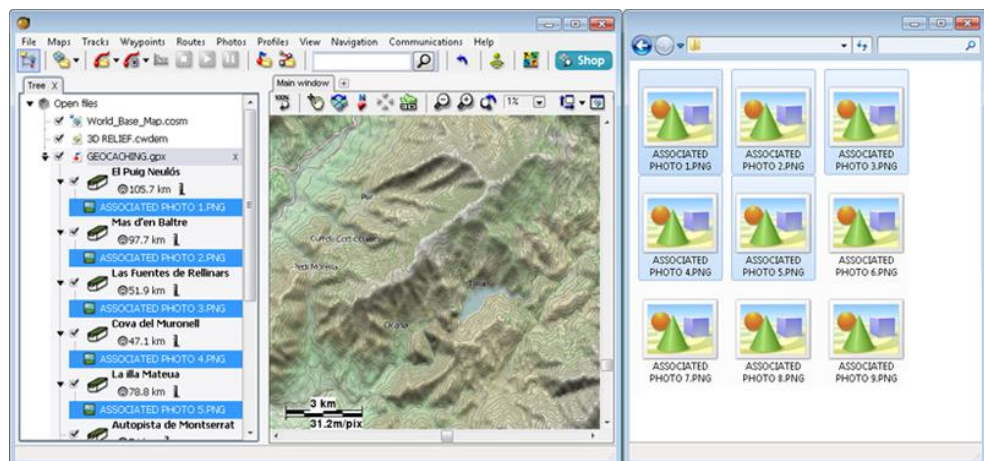 File Maps Tracks Waypoints Routes Photos Profiles View Navigation Communications Help
Shop
Tree X
Main window
100%
1%
Open files
World_Base_Map.cosm
3D RELIEF.cwdem
GEOCACHING.gpx x
El Puig Neulós
105.7 km
ASSOCIATED PHOTO 1.PNG
Mas d'en Baltre
97.7 km
ASSOCIATED PHOTO 2.PNG
Las Fuentes de Rellinars
51.9 km
ASSOCIATED PHOTO 3.PNG
Cova del Muronell
47.1 km
ASSOCIATED PHOTO 4.PNG
La illa Mateua
78.8 km
ASSOCIATED PHOTO 5.PNG
Autopista de Montserrat
3 km
31.2m/pix
ASSOCIATED PHOTO 1.PNG
ASSOCIATED PHOTO 2.PNG
ASSOCIATED PHOTO 3.PNG
ASSOCIATED PHOTO 4.PNG
ASSOCIATED PHOTO 5.PNG
ASSOCIATED PHOTO 6.PNG
ASSOCIATED PHOTO 7.PNG
ASSOCIATED PHOTO 8.PNG
ASSOCIATED PHOTO 9.PNG